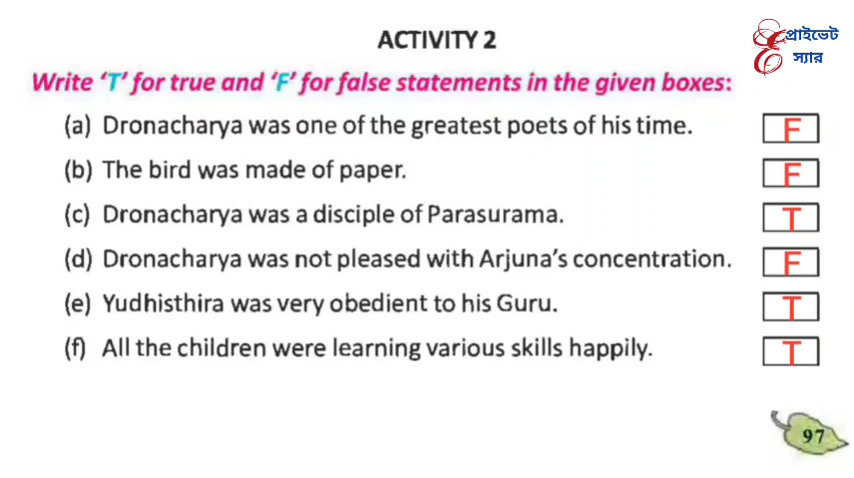 ACTIVITY 2
প্রাইভেট
স্যার
Write ‘T’ for true and ‘F’ for false statements in the given boxes:
(a) Dronacharya was one of the greatest poets of his time. F
(b) The bird was made of paper. F
(c) Dronacharya was a disciple of Parasurama. T
(d) Dronacharya was not pleased with Arjuna’s concentration. F
(e) Yudhisthira was very obedient to his Guru. T
(f) All the children were learning various skills happily. T
97